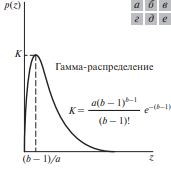 p(z)
а б в
г д е
K
Гамма-распределение
K = a(b − 1)^{b−1} / (b − 1)! e^{−(b−1)}
(b − 1)/a
z